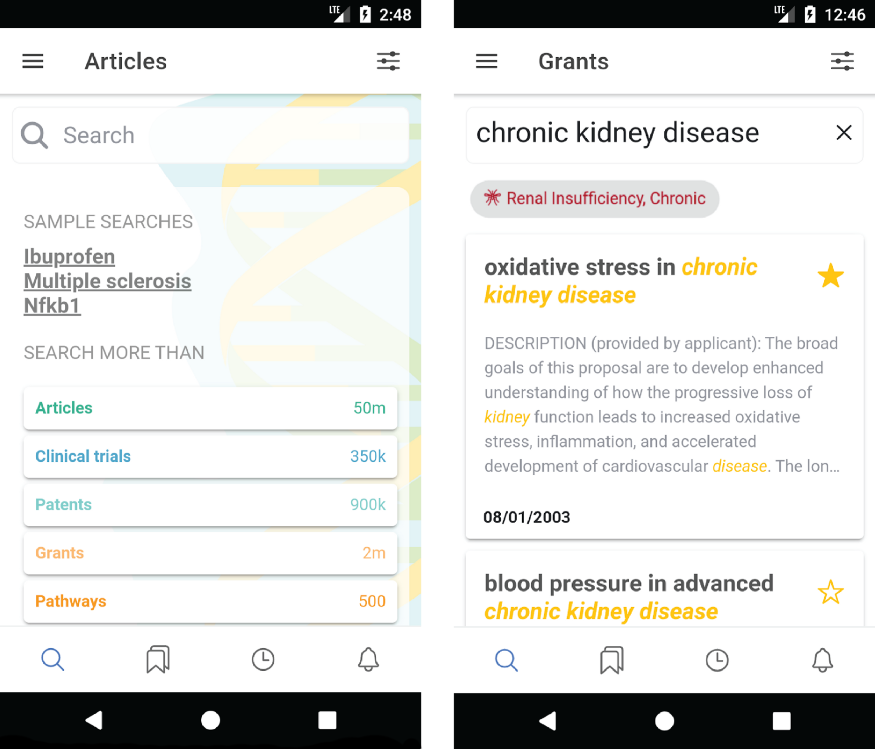 LTE 2:48
Articles
Search
SAMPLE SEARCHES
Ibuprofen
Multiple sclerosis
Nfkb1
SEARCH MORE THAN
Articles 50m
Clinical trials 350k
Patents 900k
Grants 2m
Pathways 500
LTE 12:46
Grants
chronic kidney disease
Renal Insufficiency, Chronic
oxidative stress in chronic
kidney disease
DESCRIPTION (provided by applicant): The broad
goals of this proposal are to develop enhanced
understanding of how the progressive loss of
kidney function leads to increased oxidative
stress, inflammation, and accelerated
development of cardiovascular disease. The lon...
08/01/2003
blood pressure in advanced
chronic kidney disease